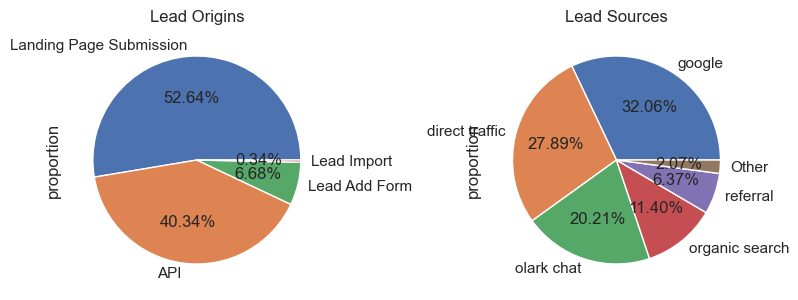 Lead Origins
Landing Page Submission
52.64%
proportion
0.34%
Lead Import
6.68%
Lead Add Form
40.34%
API
Lead Sources
google
32.06%
direct traffic
27.89%
proportion
2.07%
Other
6.37%
referral
11.40%
20.21%
organic search
olark chat